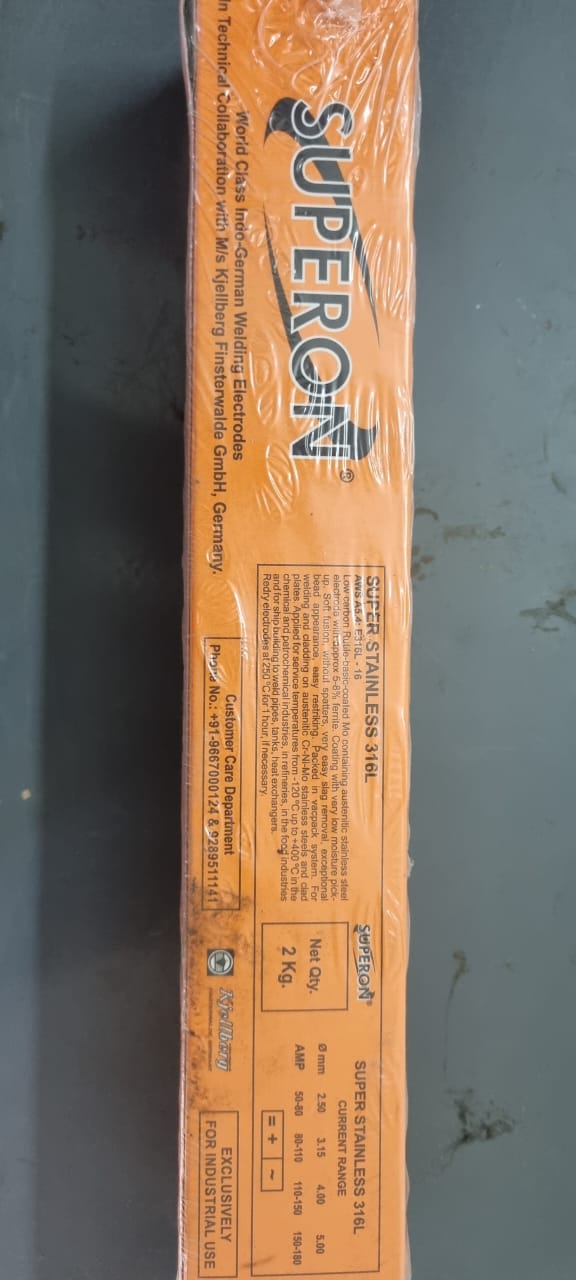 SUPERON®
World Class Indo-German Welding Electrodes
In Technical Collaboration with M/s Kjellberg Finsterwalde GmbH, Germany.
SUPER STAINLESS 316L
AWS A5.4: E316L - 16
Low carbon Rutile-basic-coated Mo containing austenitic stainless steel
electrode with approx 5-8% ferrite. Coating with very low moisture pick-
up. Soft fusion, without spatters, very easy slag removal, exceptional
bead appearance, easy restriking. Packed in vacpack system. For
welding and cladding on austenitic Cr-Ni-Mo stainless steels and clad
plates. Applied for service temperatures from -120 °C up to +400 °C in the
chemical and petrochemical industries, in refineries, in the food industries
and for ship building to weld pipes, tanks, heat exchangers.
Redry electrodes at 250 °C for 1 hour, if necessary.
Customer Care Department
Phone No.: +91-9667000124 & 9289511141
SUPERON®
Net Qty.
2 Kg.
Kjellberg
SUPER STAINLESS 316L
CURRENT RANGE
Ø mm 2.50 3.15 4.00 5.00
AMP 50-80 80-110 110-150 150-180
= + ~
EXCLUSIVELY
FOR INDUSTRIAL USE